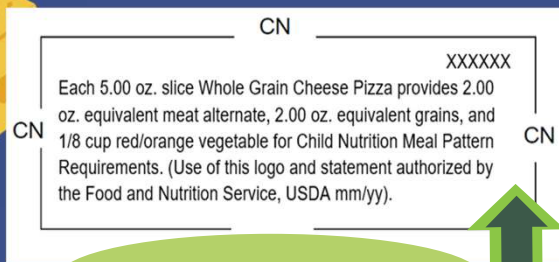 CN
XXXXXX
Each 5.00 oz. slice Whole Grain Cheese Pizza provides 2.00
oz. equivalent meat alternate, 2.00 oz. equivalent grains, and
CN
1/8 cup red/orange vegetable for Child Nutrition Meal Pattern
CN
Requirements. (Use of this logo and statement authorized by
the Food and Nutrition Service, USDA mm/yy).